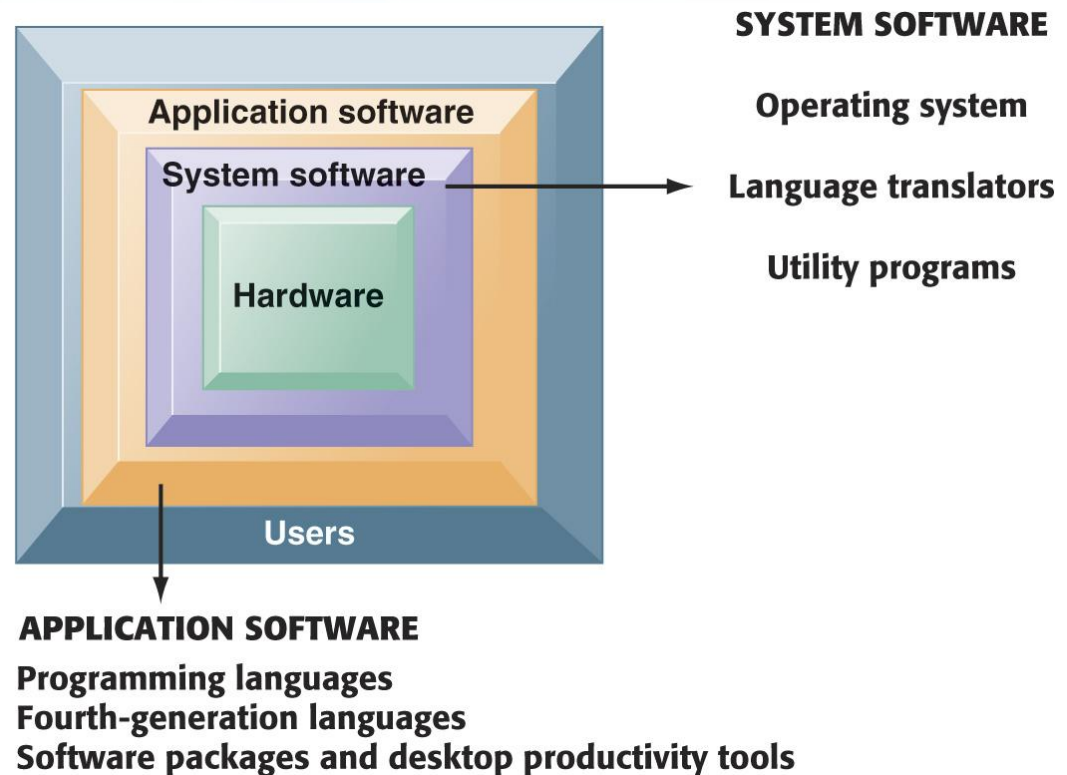 SYSTEM SOFTWARE
Operating system
Language translators
Utility programs
Application software
System software
Hardware
Users
APPLICATION SOFTWARE
Programming languages
Fourth-generation languages
Software packages and desktop productivity tools